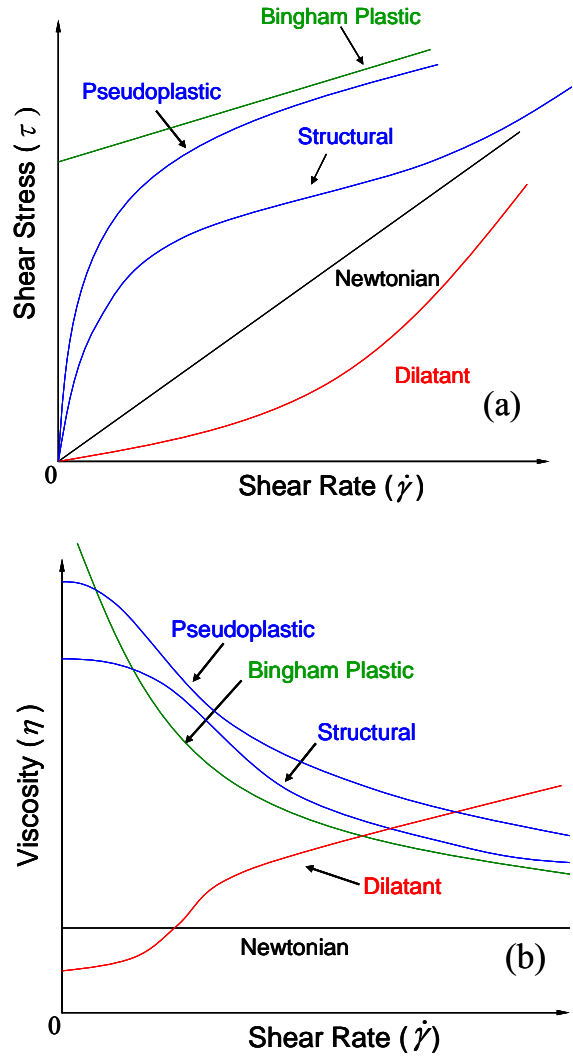 Bingham Plastic
Pseudoplastic
Structural
Shear Stress (τ)
Newtonian
Dilatant
(a)
0
Shear Rate (γ̇)
Pseudoplastic
Bingham Plastic
Structural
Viscosity (η)
Dilatant
Newtonian
(b)
0
Shear Rate (γ̇)